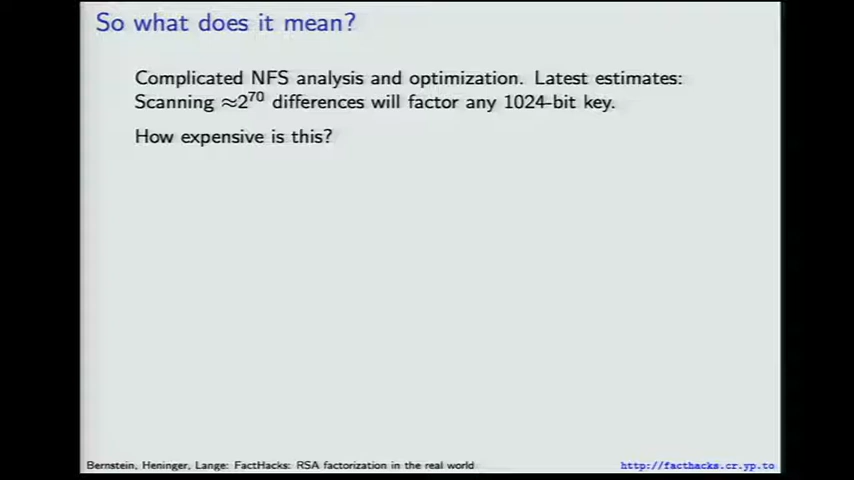 So what does it mean?
Complicated NFS analysis and optimization. Latest estimates:
Scanning ≈2⁷⁰ differences will factor any 1024-bit key.
How expensive is this?
Bernstein, Heninger, Lange: FactHacks: RSA factorization in the real world
http://facthacks.cr.yp.to